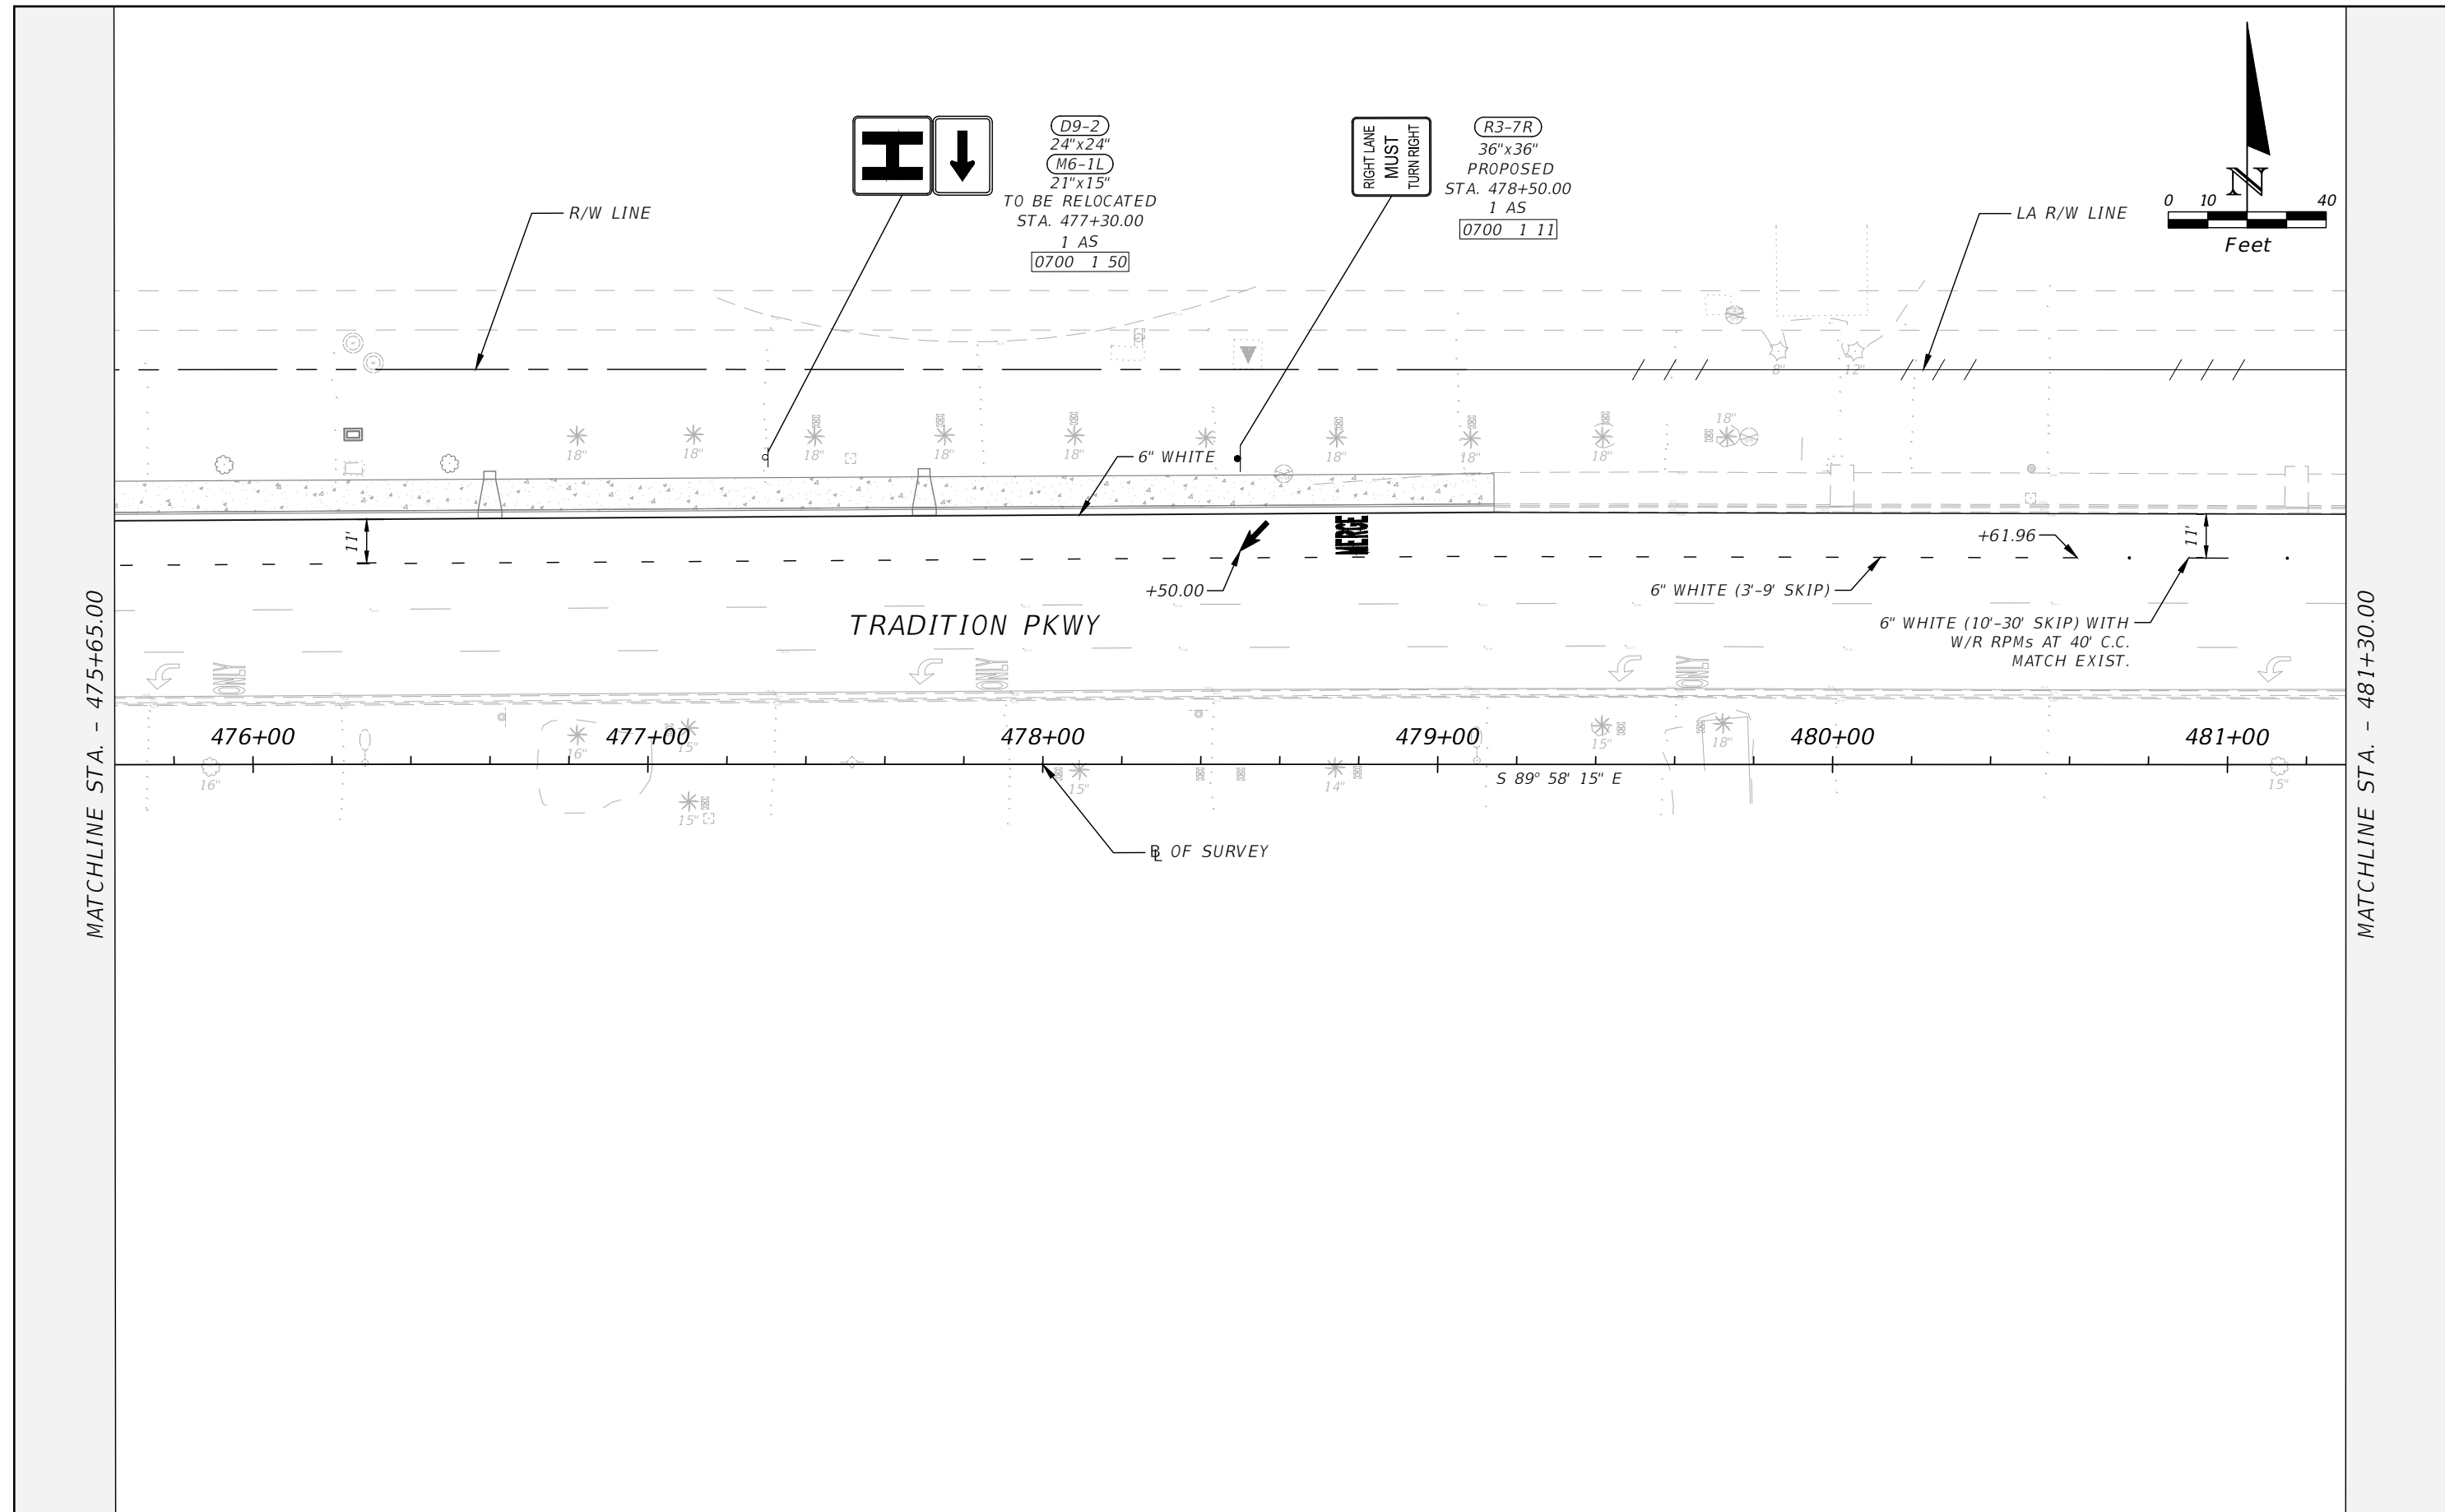 D9-2
24"x24"
M6-1L
21"x15"
TO BE RELOCATED
STA. 477+30.00
1 AS
0700 1 50
H
RIGHT LANE
MUST
TURN RIGHT
R3-7R
36"x36"
PROPOSED
STA. 478+50.00
1 AS
0700 1 11
N
0 10 40
Feet
R/W LINE
LA R/W LINE
8" 12"
18"
18" 18" 18" 18" 18" 18" 18" 18"
6" WHITE
MERGE
11'
11'
+61.96
+50.00
6" WHITE (3'-9' SKIP)
6" WHITE (10'-30' SKIP) WITH
W/R RPMs AT 40' C.C.
MATCH EXIST.
TRADITION PKWY
ONLY
ONLY
ONLY
476+00 477+00 478+00 479+00 480+00 481+00
16" 15" 15" 18"
16" 15" 14" 15"
15"
S 89° 58' 15" E
BL OF SURVEY
MATCHLINE STA. - 475+65.00
MATCHLINE STA. - 481+30.00